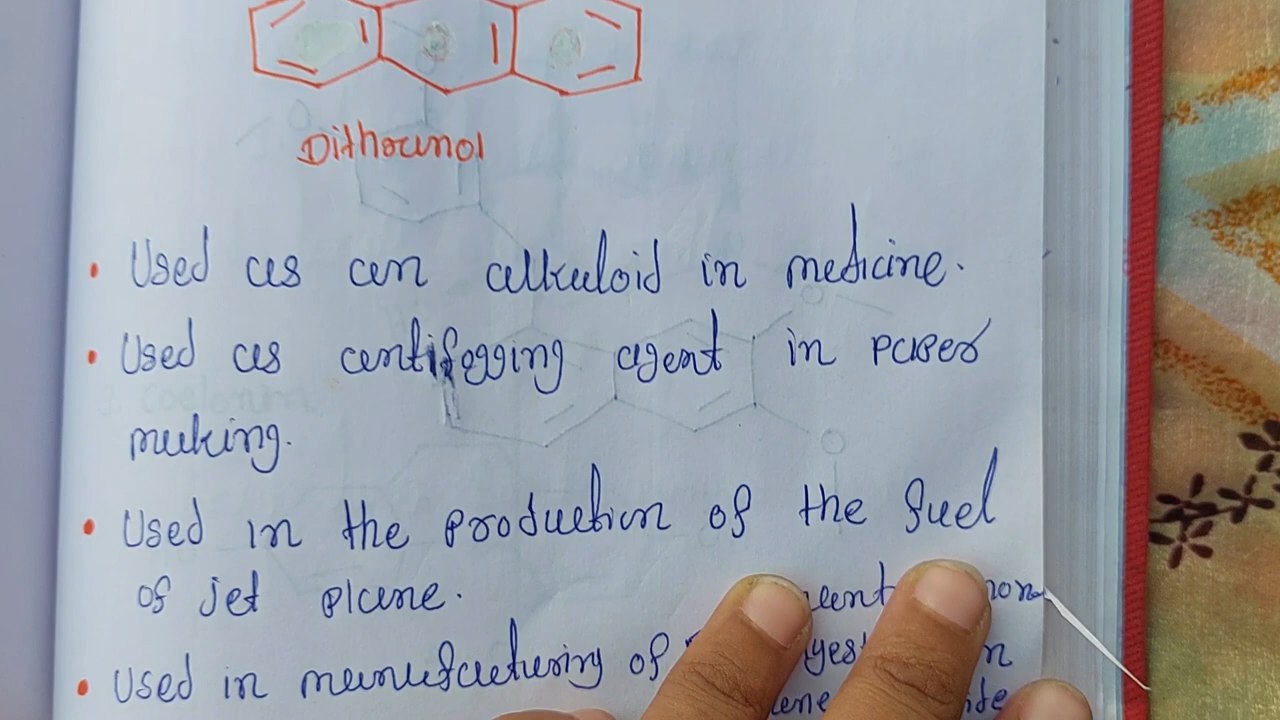 Dithranol
• Used as an alkaloid in medicine.
• Used as antifogging agent in paper
making.
• Used in the production of the fuel
of jet plane.
• Used in manufacturing of